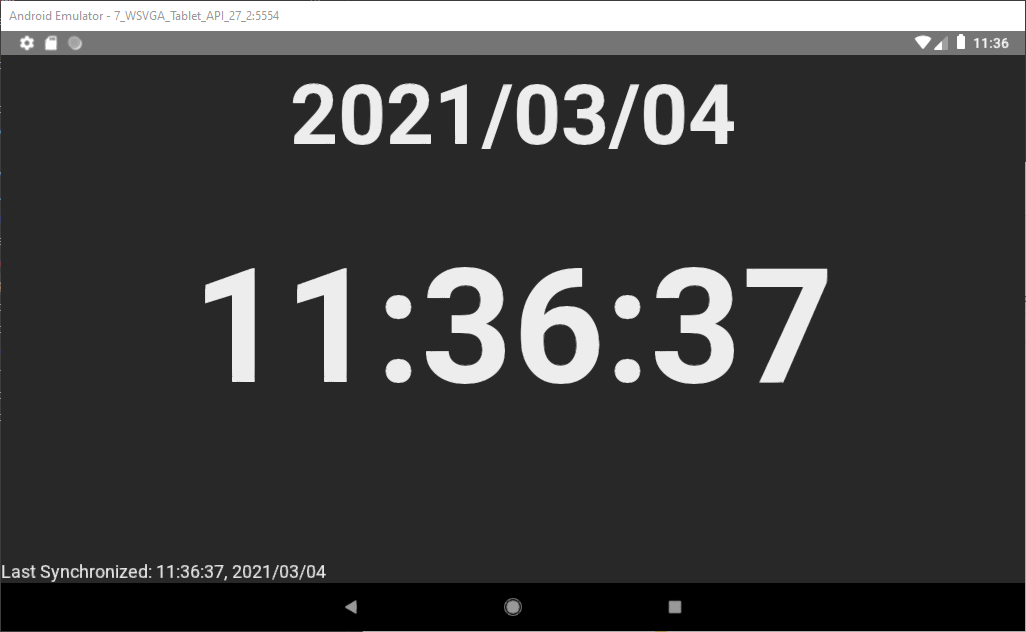 Android Emulator - 7_WSVGA_Tablet_API_27_2:5554
11:36
2021/03/04
11:36:37
Last Synchronized: 11:36:37, 2021/03/04